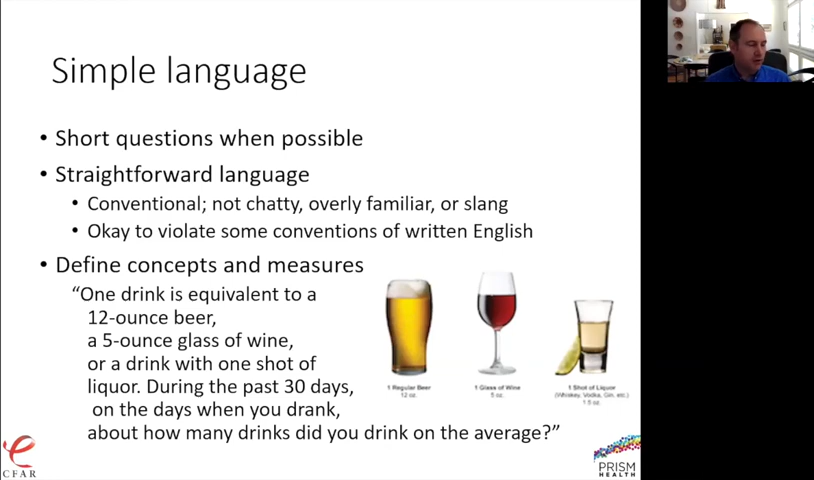 Simple language
• Short questions when possible
• Straightforward language
• Conventional; not chatty, overly familiar, or slang
• Okay to violate some conventions of written English
• Define concepts and measures
“One drink is equivalent to a
12-ounce beer,
a 5-ounce glass of wine,
or a drink with one shot of
liquor. During the past 30 days,
on the days when you drank,
about how many drinks did you drink on the average?”
1 Regular Beer
12 oz.
1 Glass of Wine
5 oz.
1 Shot of Liquor
(Whiskey, Vodka, Gin, etc.)
1.5 oz.
CFAR
PRISM
HEALTH